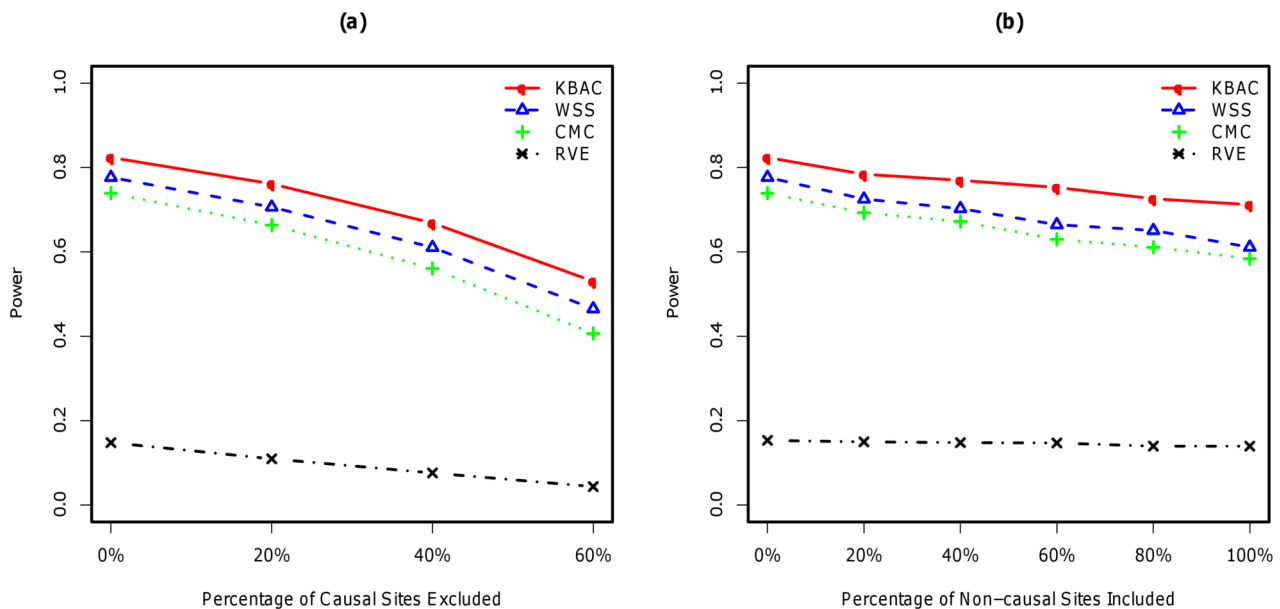 (a)
KBAC
WSS
CMC
RVE
Power
0.0
0.2
0.4
0.6
0.8
1.0
0% 20% 40% 60%
Percentage of Causal Sites Excluded
(b)
KBAC
WSS
CMC
RVE
Power
0.0
0.2
0.4
0.6
0.8
1.0
0% 20% 40% 60% 80% 100%
Percentage of Non−causal Sites Included